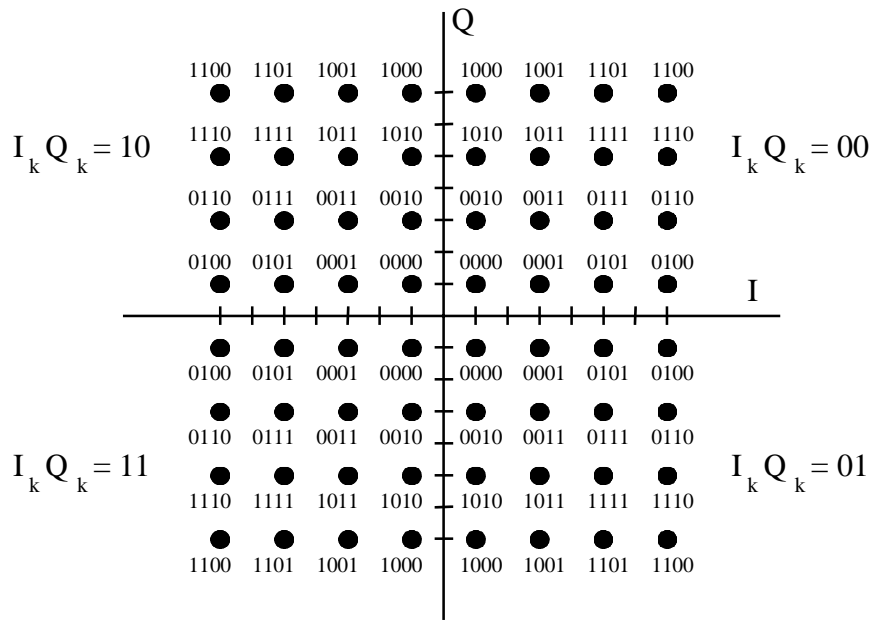 Q
1100 1101 1001 1000 1000 1001 1101 1100
I k Q k = 10 1110 1111 1011 1010 1010 1011 1111 1110 I k Q k = 00
0110 0111 0011 0010 0010 0011 0111 0110
0100 0101 0001 0000 0000 0001 0101 0100
I
0100 0101 0001 0000 0000 0001 0101 0100
0110 0111 0011 0010 0010 0011 0111 0110
I k Q k = 11 I k Q k = 01
1110 1111 1011 1010 1010 1011 1111 1110
1100 1101 1001 1000 1000 1001 1101 1100